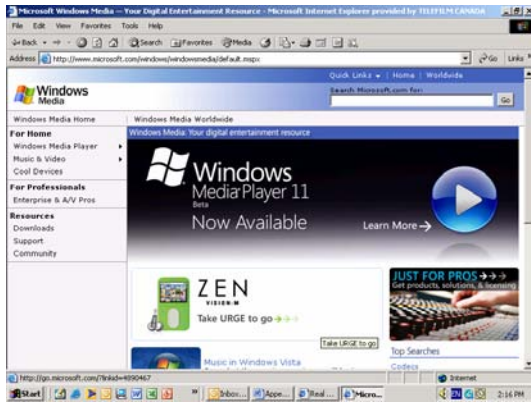 Microsoft Windows Media — Your Digital Entertainment Resource - Microsoft Internet Explorer provided by TELEFILM CANADA
File Edit View Favorites Tools Help
Back Search Favorites Media
Address http://www.microsoft.com/windows/windowsmedia/default.mspx Go Links
Quick Links | Home | Worldwide
Windows Media
Search Microsoft.com for:
Go
Windows Media Home | Windows Media Worldwide
For Home
Windows Media Player
Music & Video
Cool Devices
For Professionals
Enterprise & A/V Pros
Resources
Downloads
Support
Community
Windows Media: Your digital entertainment resource
Windows
Media Player 11
Beta
Now Available
Learn More
ZEN
VISION:M
Take URGE to go
Take URGE to go
Music in Windows Vista
JUST FOR PROS
Get products, solutions, & licensing
Top Searches
Codecs
http://go.microsoft.com/?linkid=4890467
Internet
Start
Inbox...
Appe...
Real ...
Micro...
EN
2:16 PM